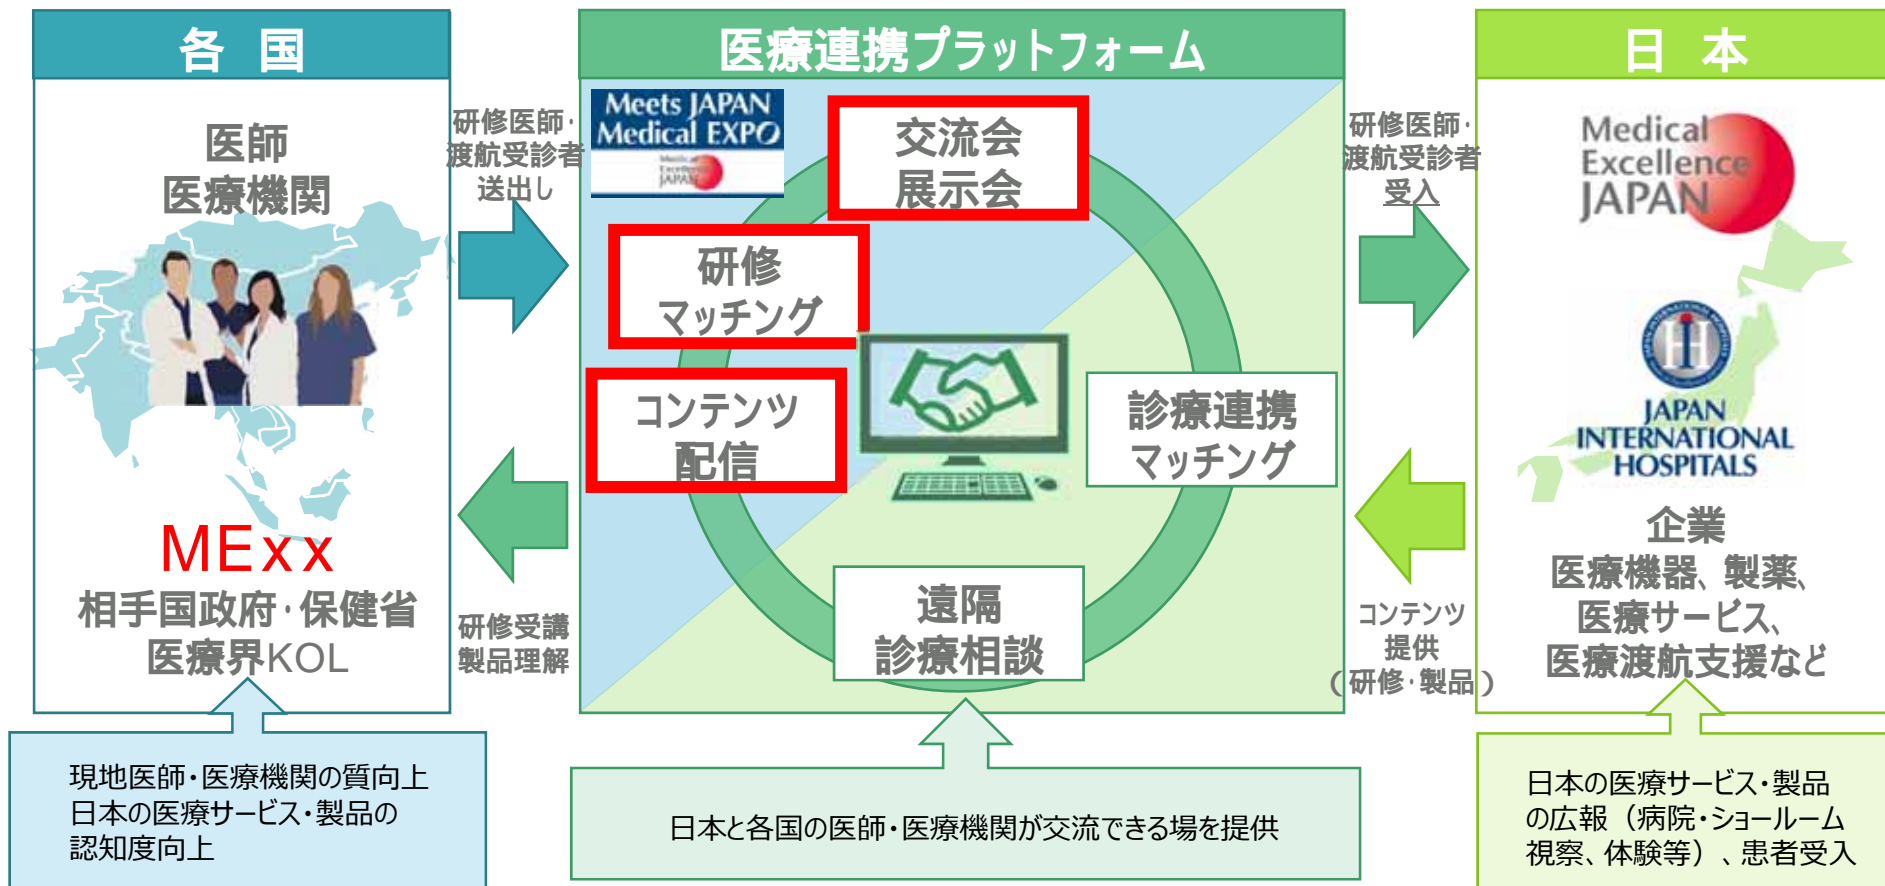 各 国
医師
医療機関
MExx
相手国政府・保健省
医療界KOL
現地医師・医療機関の質向上
日本の医療サービス・製品の
認知度向上
研修医師・
渡航受診者
送出し
研修受講
製品理解
医療連携プラットフォーム
Meets JAPAN
Medical EXPO
Medical
Excellence
JAPAN
交流会
展示会
研修
マッチング
コンテンツ
配信
診療連携
マッチング
遠隔
診療相談
日本と各国の医師・医療機関が交流できる場を提供
研修医師・
渡航受診者
受入
コンテンツ
提供
(研修・製品)
日 本
Medical
Excellence
JAPAN
JAPAN
INTERNATIONAL
HOSPITALS
企業
医療機器、製薬、
医療サービス、
医療渡航支援など
日本の医療サービス・製品
の広報（病院・ショールーム
視察、体験等）、患者受入